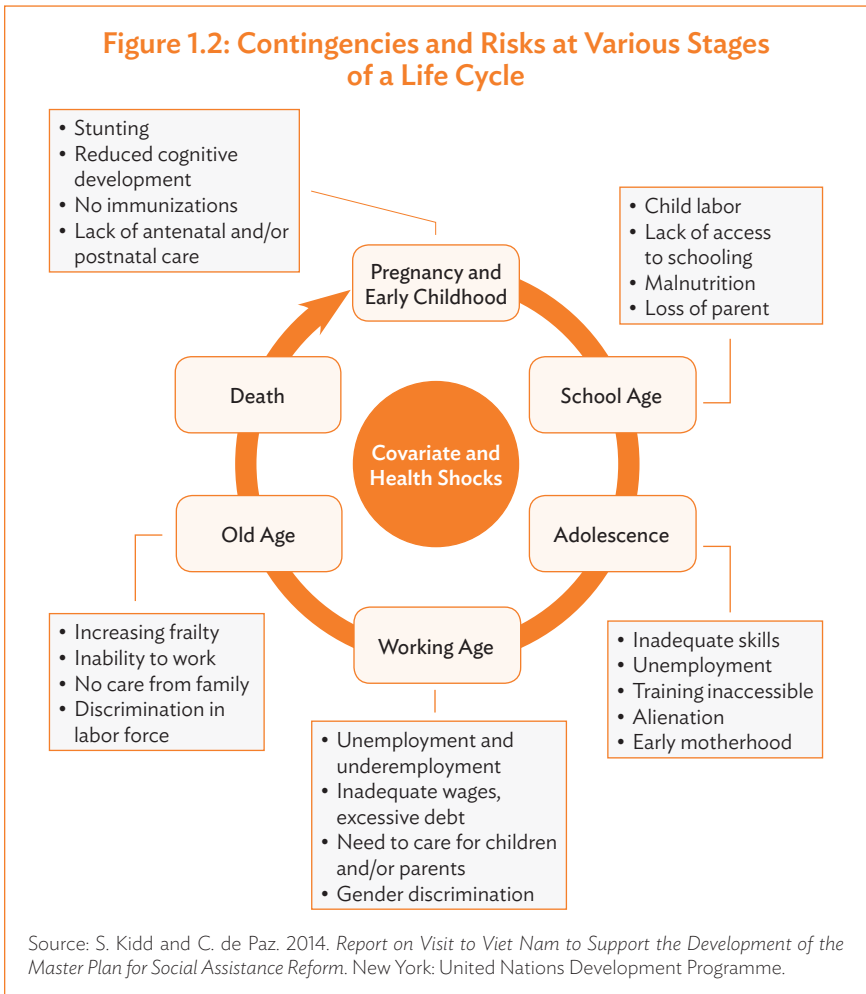 Figure 1.2: Contingencies and Risks at Various Stages
of a Life Cycle
• Stunting
• Reduced cognitive
development
• No immunizations
• Lack of antenatal and/or
postnatal care
• Child labor
• Lack of access
to schooling
• Malnutrition
• Loss of parent
Pregnancy and
Early Childhood
Death
School Age
Covariate and
Health Shocks
Old Age
Adolescence
Working Age
• Increasing frailty
• Inability to work
• No care from family
• Discrimination in
labor force
• Unemployment and
underemployment
• Inadequate wages,
excessive debt
• Need to care for children
and/or parents
• Gender discrimination
• Inadequate skills
• Unemployment
• Training inaccessible
• Alienation
• Early motherhood
Source: S. Kidd and C. de Paz. 2014. Report on Visit to Viet Nam to Support the Development of the
Master Plan for Social Assistance Reform. New York: United Nations Development Programme.